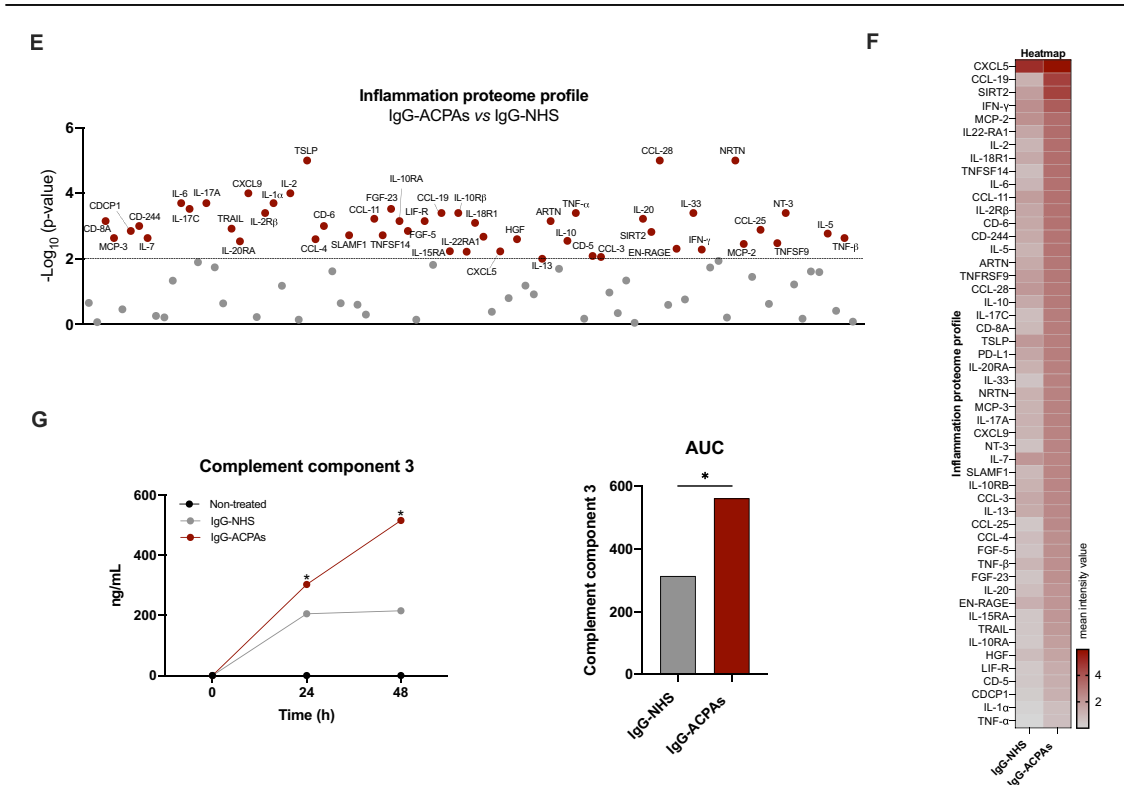 E
Inflammation proteome profile
IgG-ACPAs vs IgG-NHS
-Log10 (p-value)
6
4
2
0
CDCP1
CD-8A
MCP-3
CD-244
IL-7
IL-6
IL-17C
IL-17A
TRAIL
IL-20RA
CXCL9
IL-2Rβ
IL-1α
IL-2
TSLP
CCL-4
CD-6
SLAMF1
CCL-11
TNFSF14
FGF-23
IL-10RA
LIF-R
FGF-5
CCL-19
IL-15RA
IL-10Rβ
IL-22RA1
IL-18R1
CXCL5
HGF
IL-13
ARTN
IL-10
TNF-α
CD-5
CCL-3
IL-20
SIRT2
CCL-28
EN-RAGE
IL-33
IFN-γ
NRTN
MCP-2
CCL-25
TNFSF9
NT-3
IL-5
TNF-β
F
Heatmap
Inflammation proteome profile
CXCL5
CCL-19
SIRT2
IFN-γ
MCP-2
IL22-RA1
IL-2
IL-18R1
TNFSF14
IL-6
CCL-11
IL-2Rβ
CD-6
CD-244
IL-5
ARTN
TNFRSF9
CCL-28
IL-10
IL-17C
CD-8A
TSLP
PD-L1
IL-20RA
IL-33
NRTN
MCP-3
IL-17A
CXCL9
NT-3
IL-7
SLAMF1
IL-10RB
CCL-3
IL-13
CCL-25
CCL-4
FGF-5
TNF-β
FGF-23
IL-20
EN-RAGE
IL-15RA
TRAIL
IL-10RA
HGF
LIF-R
CD-5
CDCP1
IL-1α
TNF-α
IgG-NHS
IgG-ACPAs
mean intensity value
4
2
G
Complement component 3
ng/mL
600
400
200
0
Non-treated
IgG-NHS
IgG-ACPAs
*
*
0
24
48
Time (h)
AUC
*
Complement component 3
600
400
200
0
IgG-NHS
IgG-ACPAs